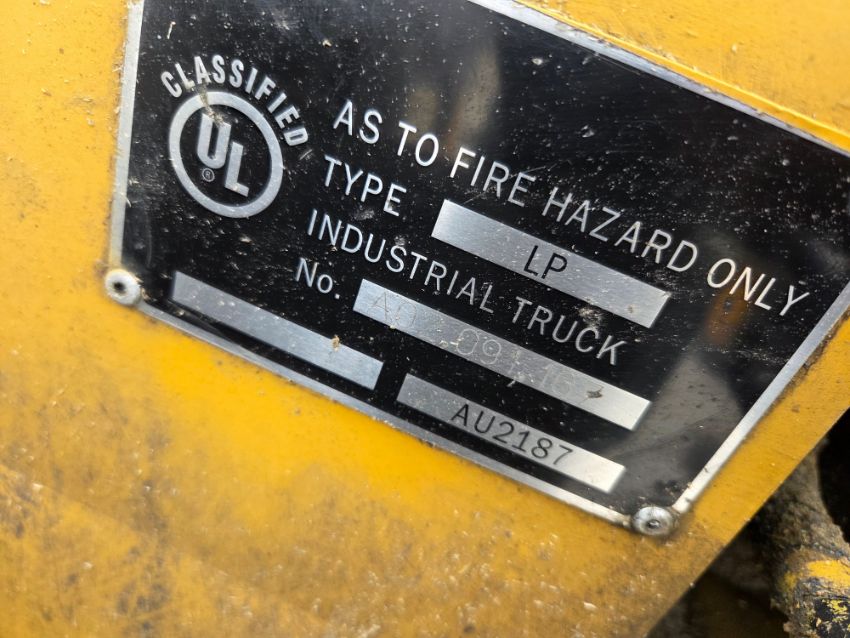 CLASSIFIED
UL
®
AS TO FIRE HAZARD ONLY
TYPE LP
INDUSTRIAL TRUCK
No.
AU2187